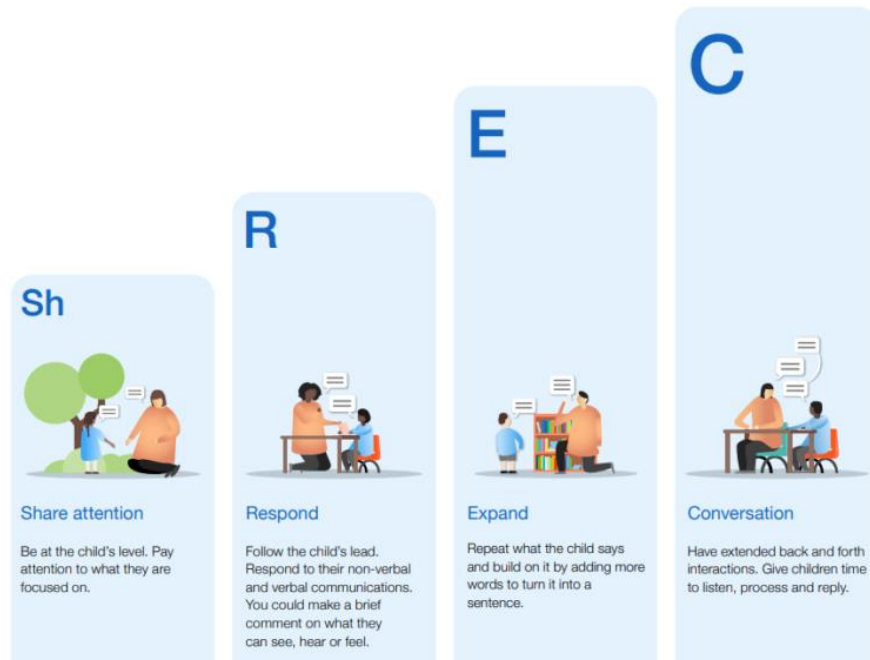 Sh
Share attention
Be at the child's level. Pay
attention to what they are
focused on.
R
Respond
Follow the child's lead.
Respond to their non-verbal
and verbal communications.
You could make a brief
comment on what they
can see, hear or feel.
E
Expand
Repeat what the child says
and build on it by adding more
words to turn it into a
sentence.
C
Conversation
Have extended back and forth
interactions. Give children time
to listen, process and reply.